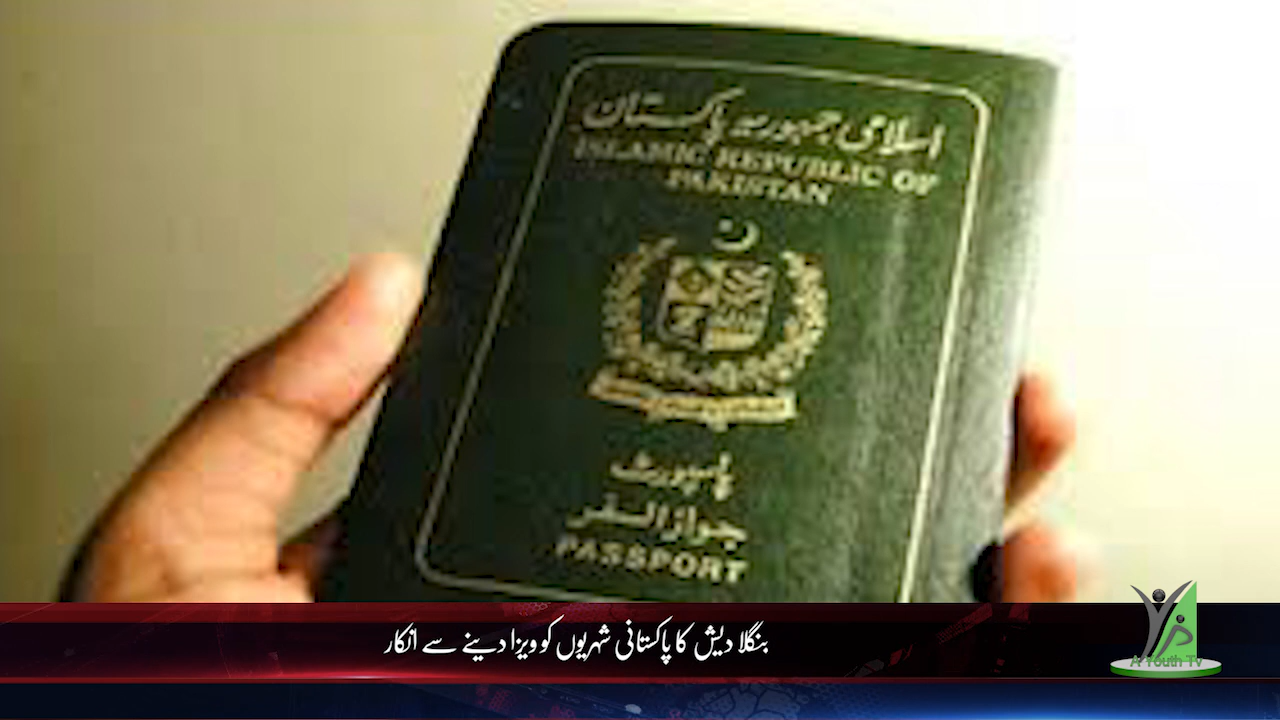 اسلامی جمہوریہ پاکستان
ISLAMIC REPUBLIC OF
PAKISTAN
پاسپورٹ
جواز السفر
PASSPORT
بنگلا دیش کا پاکستانی شہریوں کو ویزا دینے سے انکار
A Youth Tv